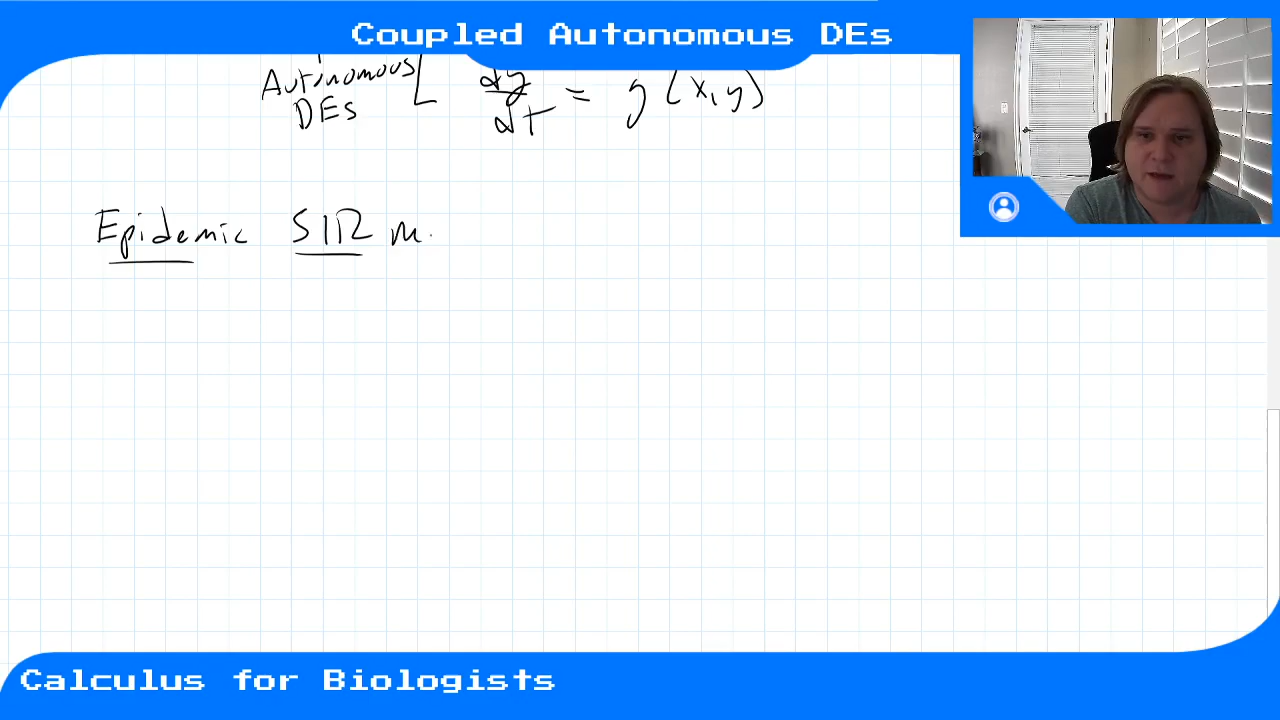 Coupled Autonomous DEs
Autonomous
DEs
dy/dt = g(x,y)
Epidemic SIR m
Calculus for Biologists